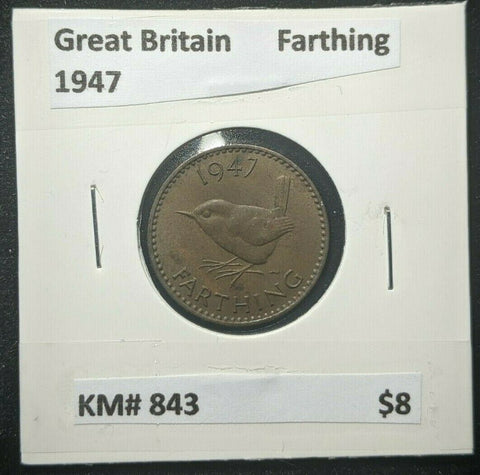 Great Britain Farthing
1947
1947
FARTHING
KM# 843 $8